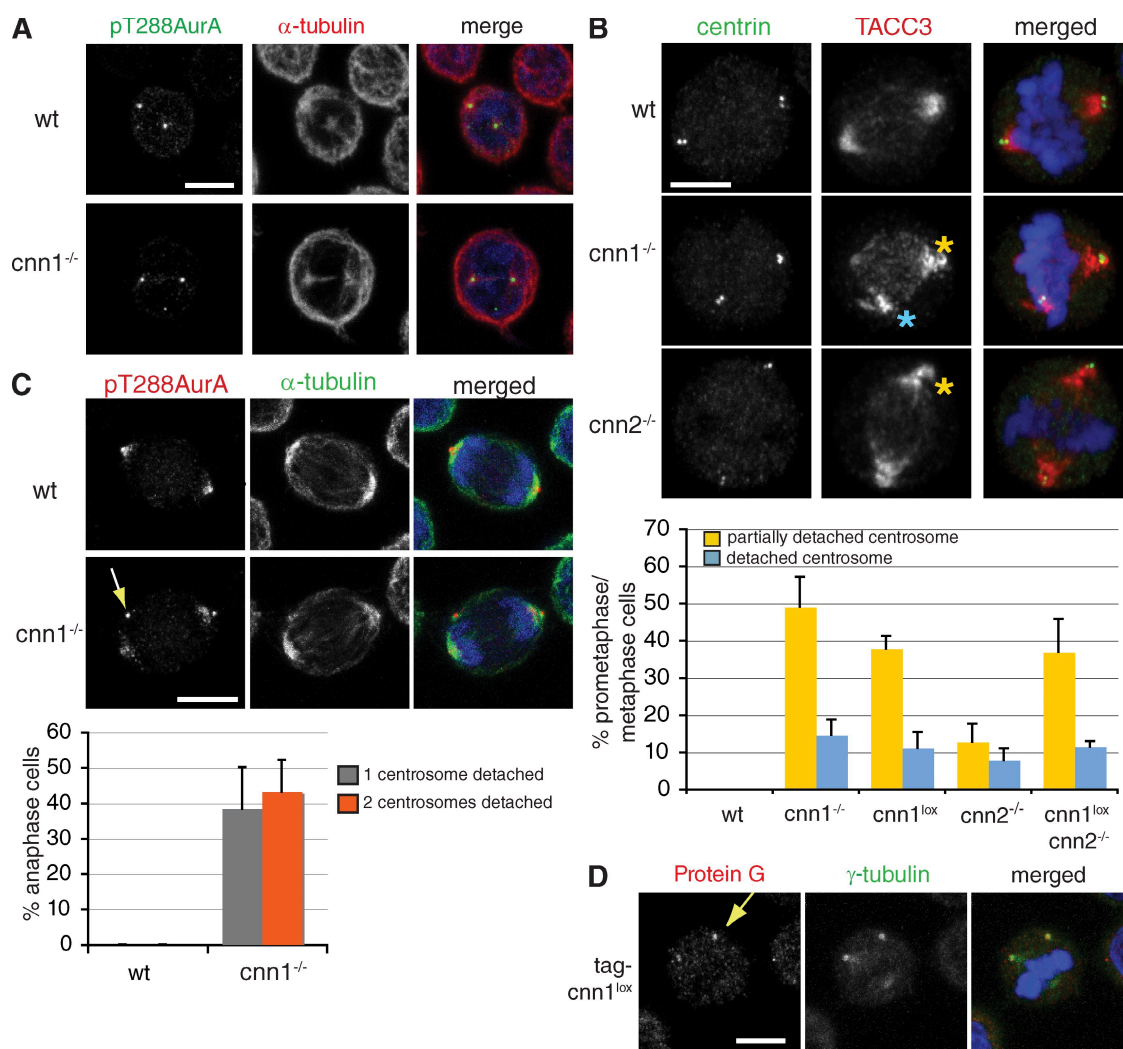 A
pT288AurA α-tubulin merge
wt
cnn1-/-
B
centrin TACC3 merged
wt
cnn1-/-
*
*
cnn2-/-
*
C
pT288AurA α-tubulin merged
wt
cnn1-/-
% anaphase cells
60
50
40
30
20
10
0
wt cnn1-/-
1 centrosome detached
2 centrosomes detached
% prometaphase/
metaphase cells
70
60
50
40
30
20
10
0
partially detached centrosome
detached centrosome
wt cnn1-/- cnn1lox cnn2-/- cnn1lox
cnn2-/-
D
Protein G γ-tubulin merged
tag-
cnn1lox